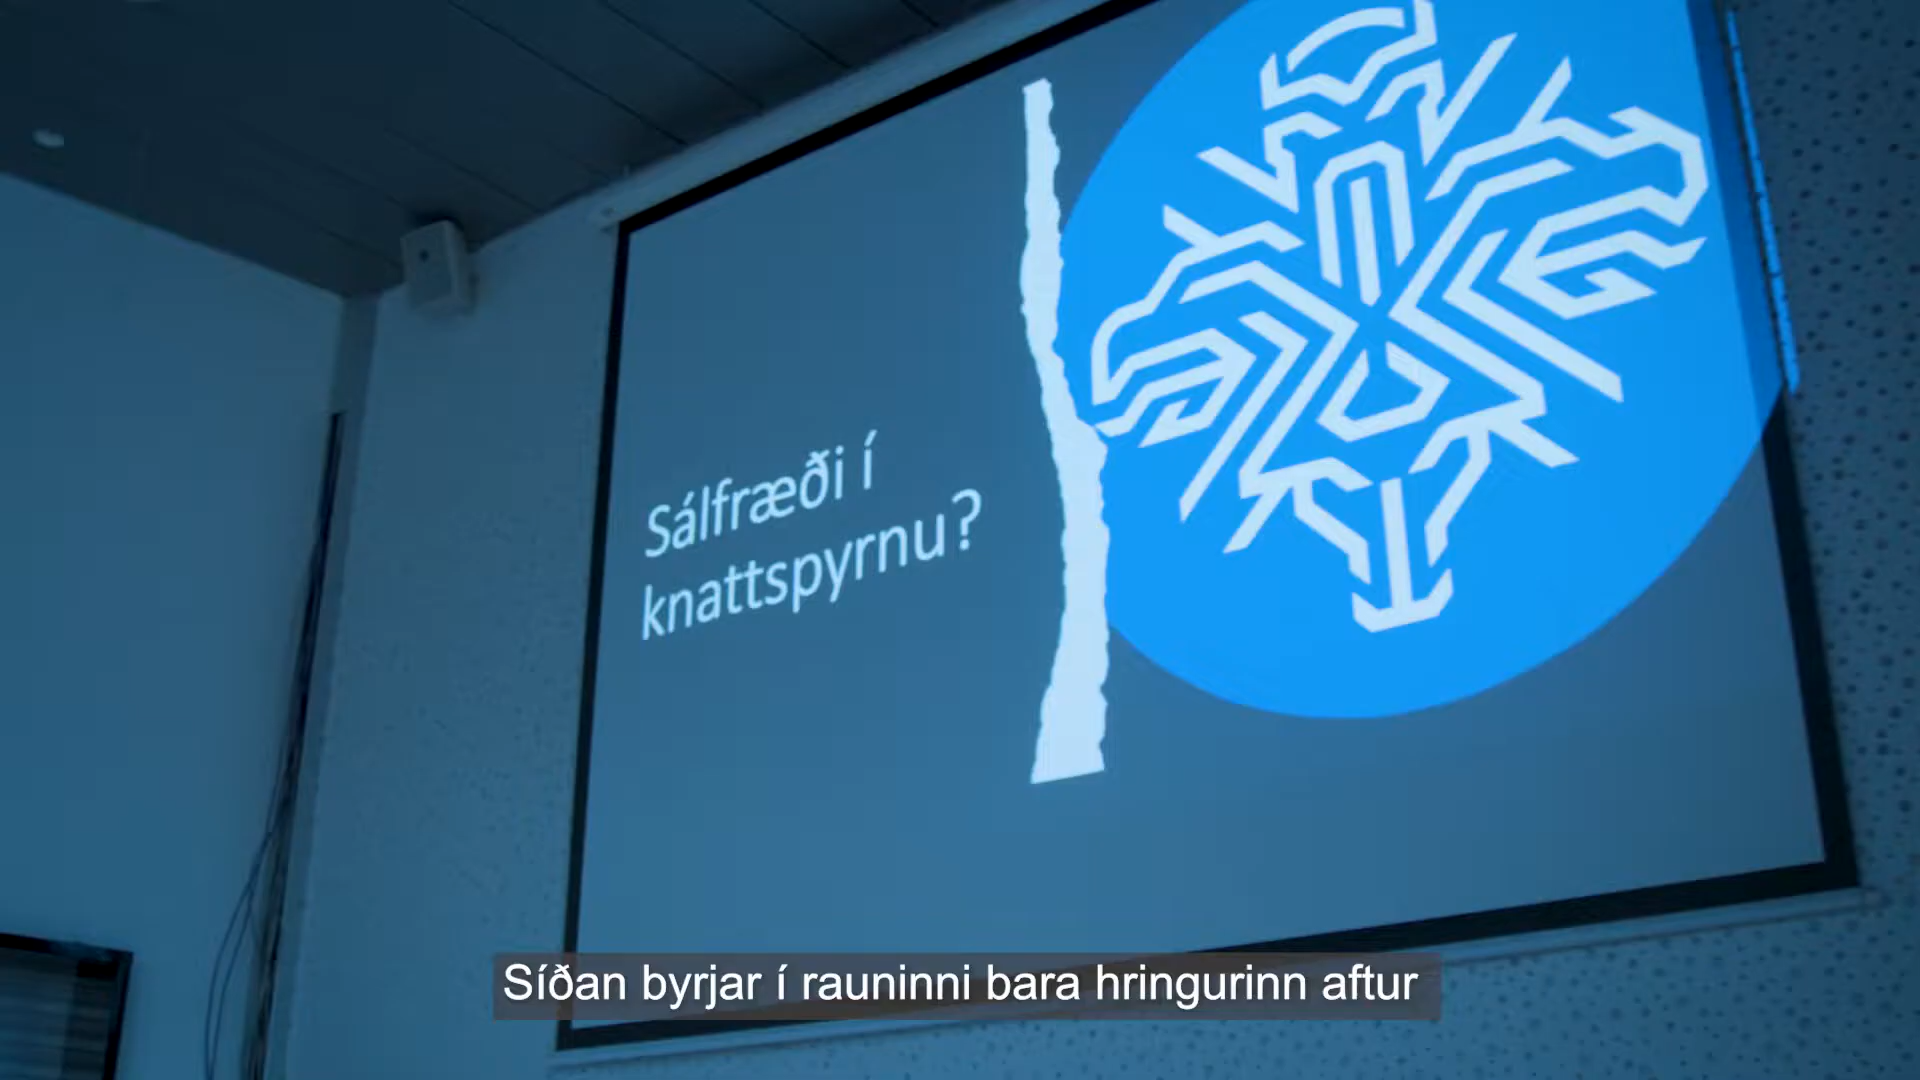 Sálfræði í
knattspyrnu?
Síðan byrjar í rauninni bara hringurinn aftur